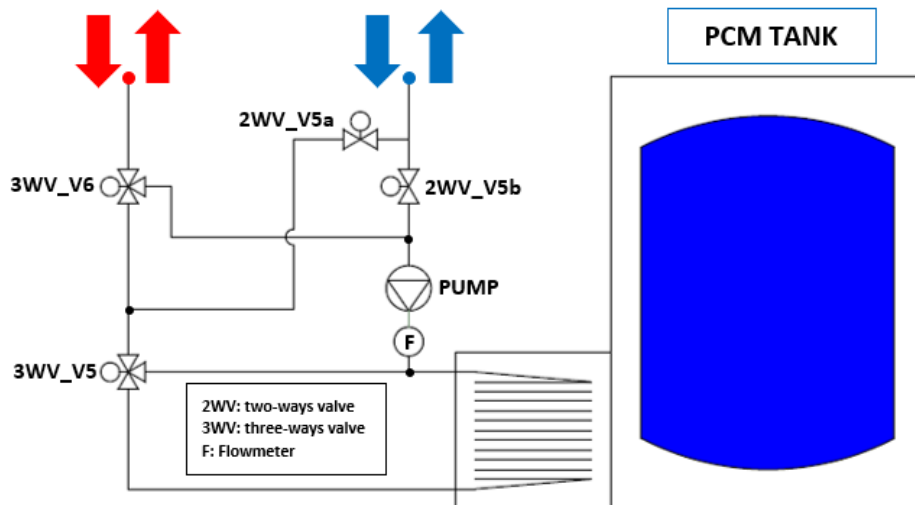 PCM TANK
2WV_V5a
3WV_V6
2WV_V5b
PUMP
F
3WV_V5
2WV: two-ways valve
3WV: three-ways valve
F: Flowmeter